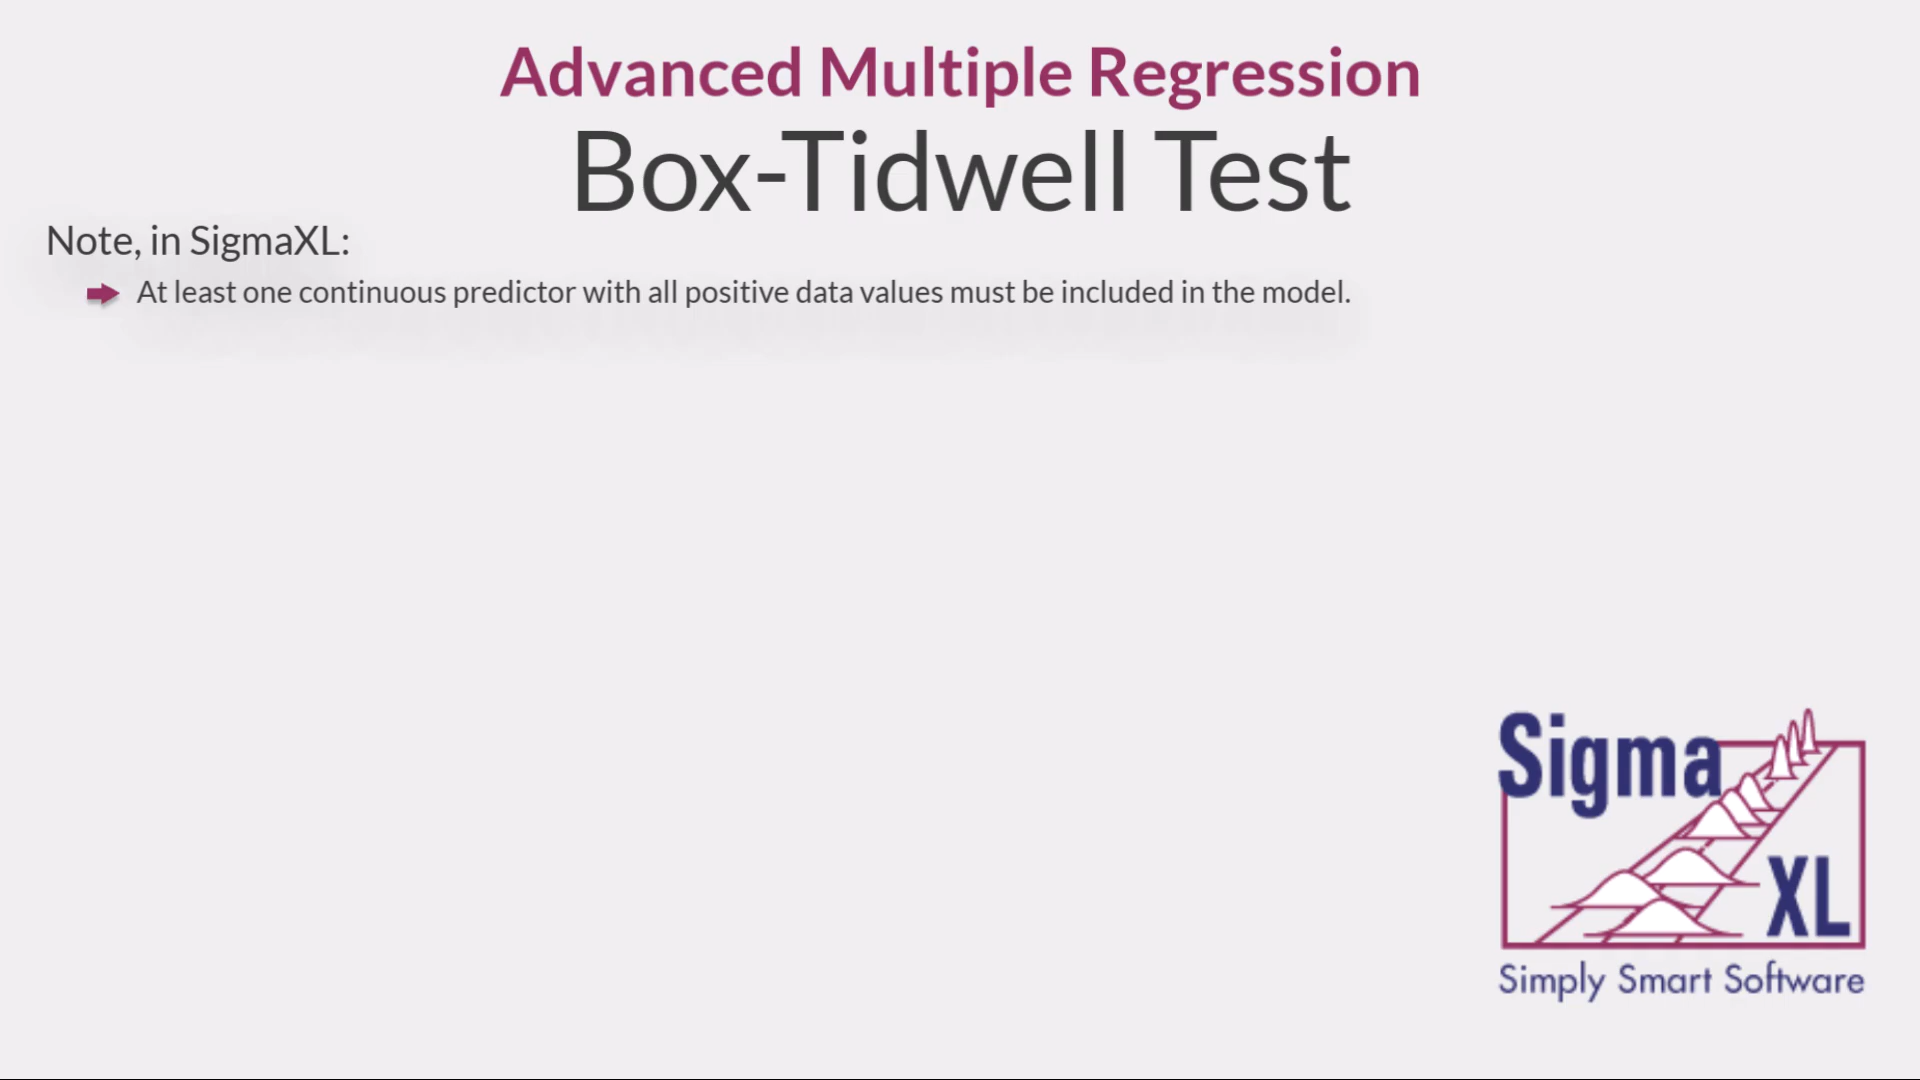 Advanced Multiple Regression
Box-Tidwell Test
Note, in SigmaXL:
At least one continuous predictor with all positive data values must be included in the model.
Sigma
XL
Simply Smart Software